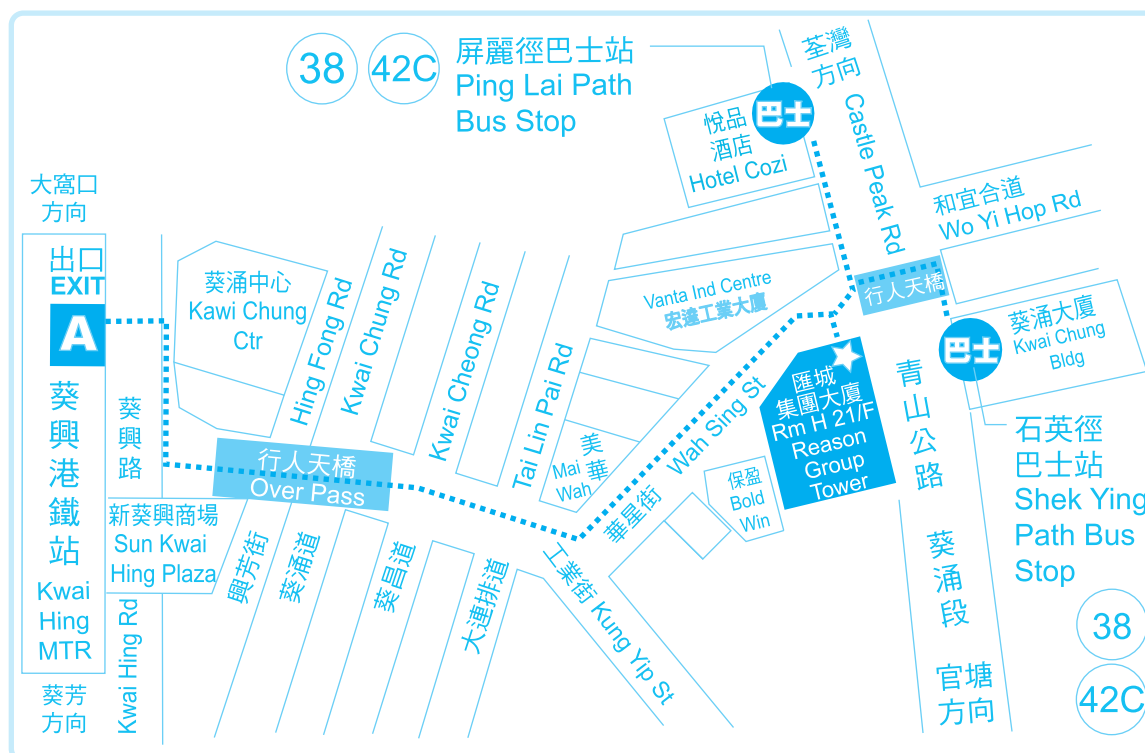 38
42C
屏麗徑巴士站
Ping Lai Path
Bus Stop
荃灣
方向
巴士
悅品
酒店
Hotel Cozi
Castle Peak Rd
和宜合道
Wo Yi Hop Rd
大窩口
方向
出口
EXIT
A
葵興港鐵站
Kwai
Hing
MTR
葵芳
方向
葵興路
Kwai Hing Rd
葵涌中心
Kawi Chung
Ctr
Hing Fong Rd
Kwai Chung Rd
Kwai Cheong Rd
Tai Lin Pai Rd
Vanta Ind Centre
宏達工業大廈
行人天橋
葵涌大廈
Kwai Chung
Bldg
巴士
行人天橋
Over Pass
新葵興商場
Sun Kwai
Hing Plaza
興芳街
葵涌道
葵昌道
大連排道
美華
Mai
Wah
工業街 Kung Yip St
華星街
Wah Sing St
保盈
Bold
Win
匯城
集團大廈
Rm H 21/F
Reason
Group
Tower
青山公路
葵涌段
官塘
方向
石英徑
巴士站
Shek Ying
Path Bus
Stop
38
42C